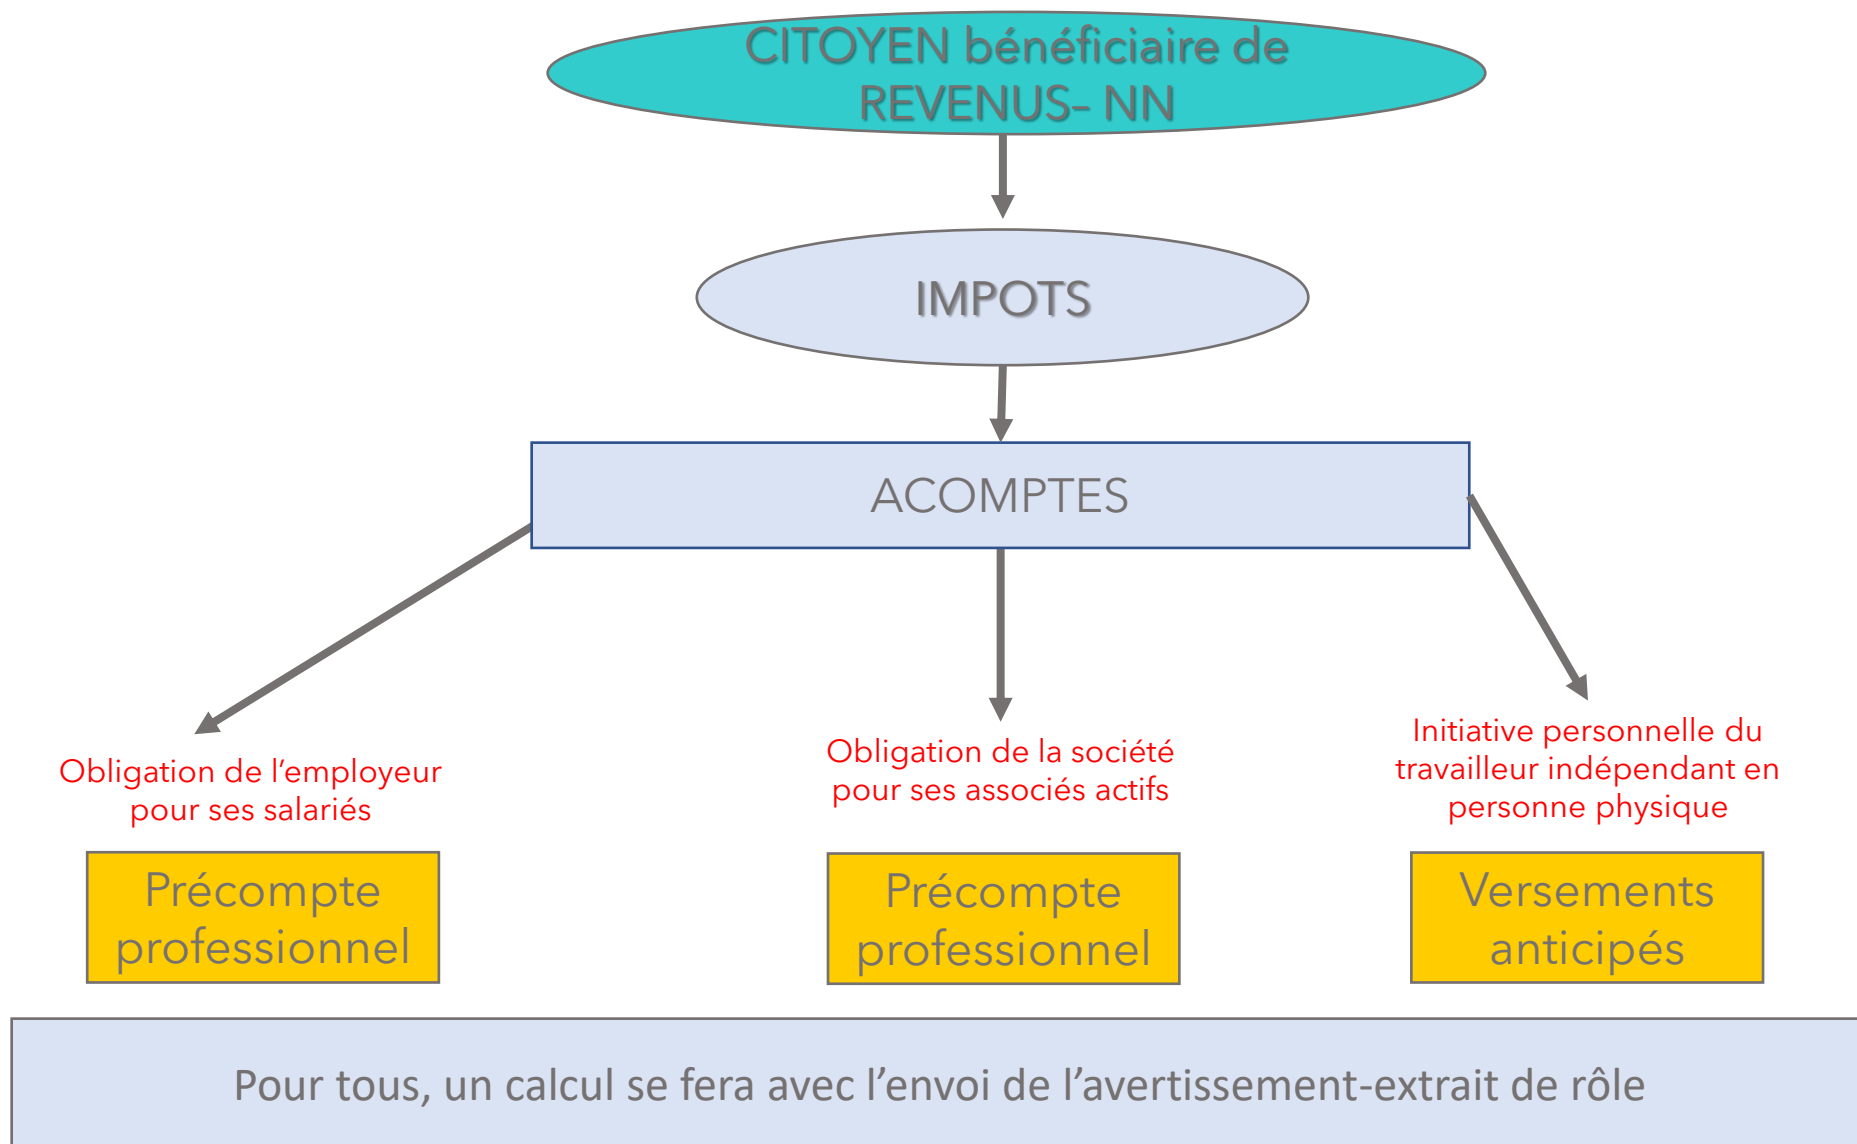 CITOYEN bénéficiaire de
REVENUS– NN
IMPOTS
ACOMPTES
Obligation de l’employeur
pour ses salariés
Obligation de la société
pour ses associés actifs
Initiative personnelle du
travailleur indépendant en
personne physique
Précompte
professionnel
Précompte
professionnel
Versements
anticipés
Pour tous, un calcul se fera avec l’envoi de l’avertissement-extrait de rôle